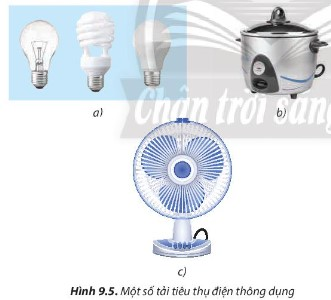 Chân trời sáng
a)
b)
c)
Hình 9.5. Một số tải tiêu thụ điện thông dụng